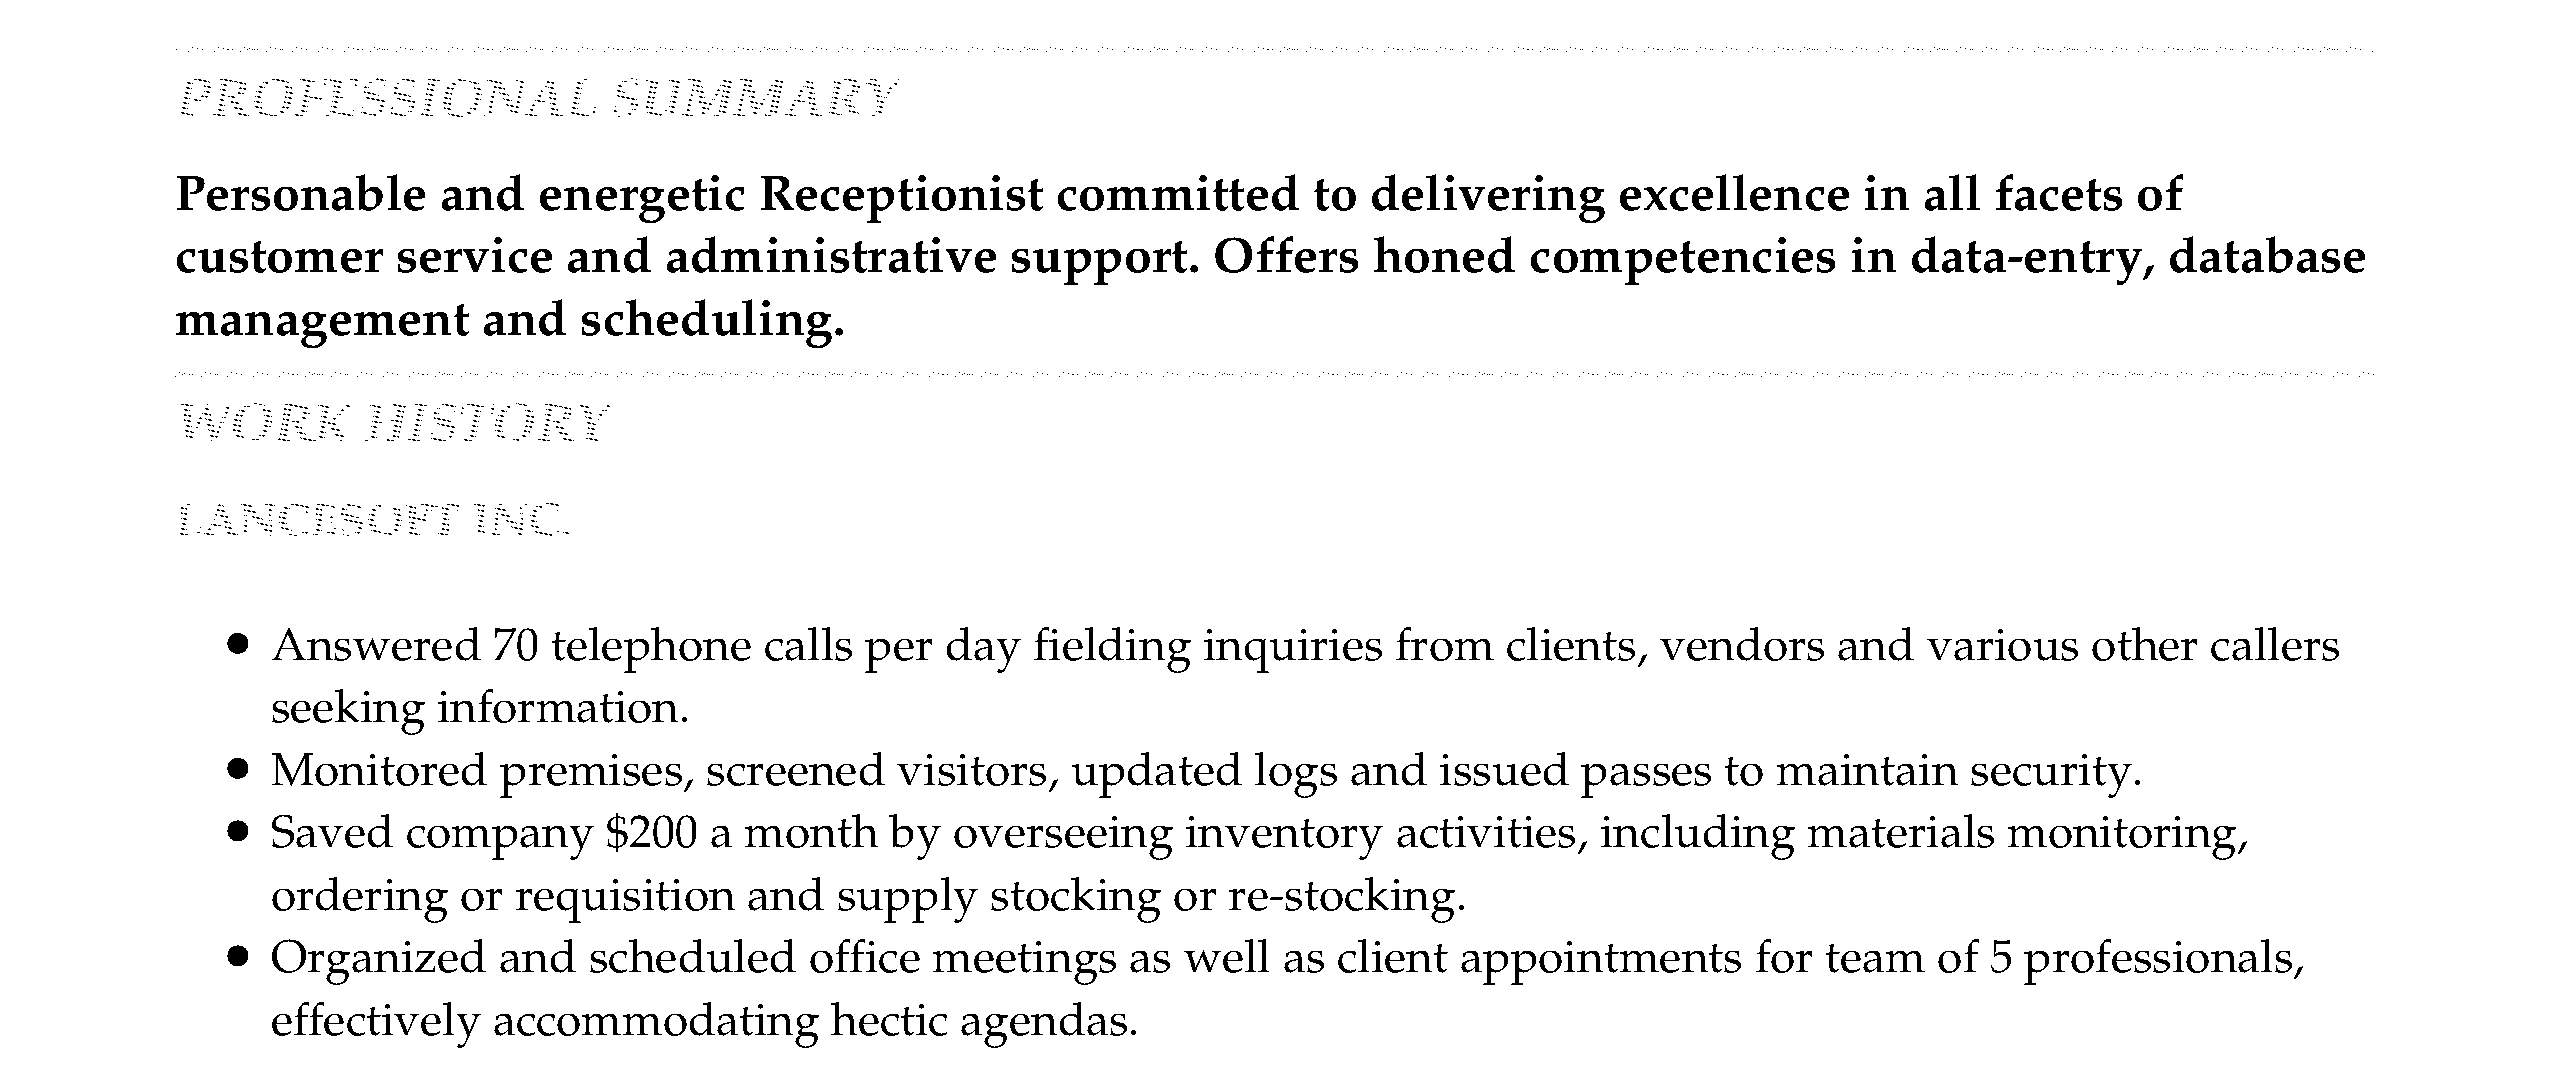 PROFESSIONAL SUMMARY
Personable and energetic Receptionist committed to delivering excellence in all facets of
customer service and administrative support. Offers honed competencies in data-entry, database
management and scheduling.
WORK HISTORY
LANCESOFT INC.
● Answered 70 telephone calls per day fielding inquiries from clients, vendors and various other callers
seeking information.
● Monitored premises, screened visitors, updated logs and issued passes to maintain security.
● Saved company $200 a month by overseeing inventory activities, including materials monitoring,
ordering or requisition and supply stocking or re-stocking.
● Organized and scheduled office meetings as well as client appointments for team of 5 professionals,
effectively accommodating hectic agendas.